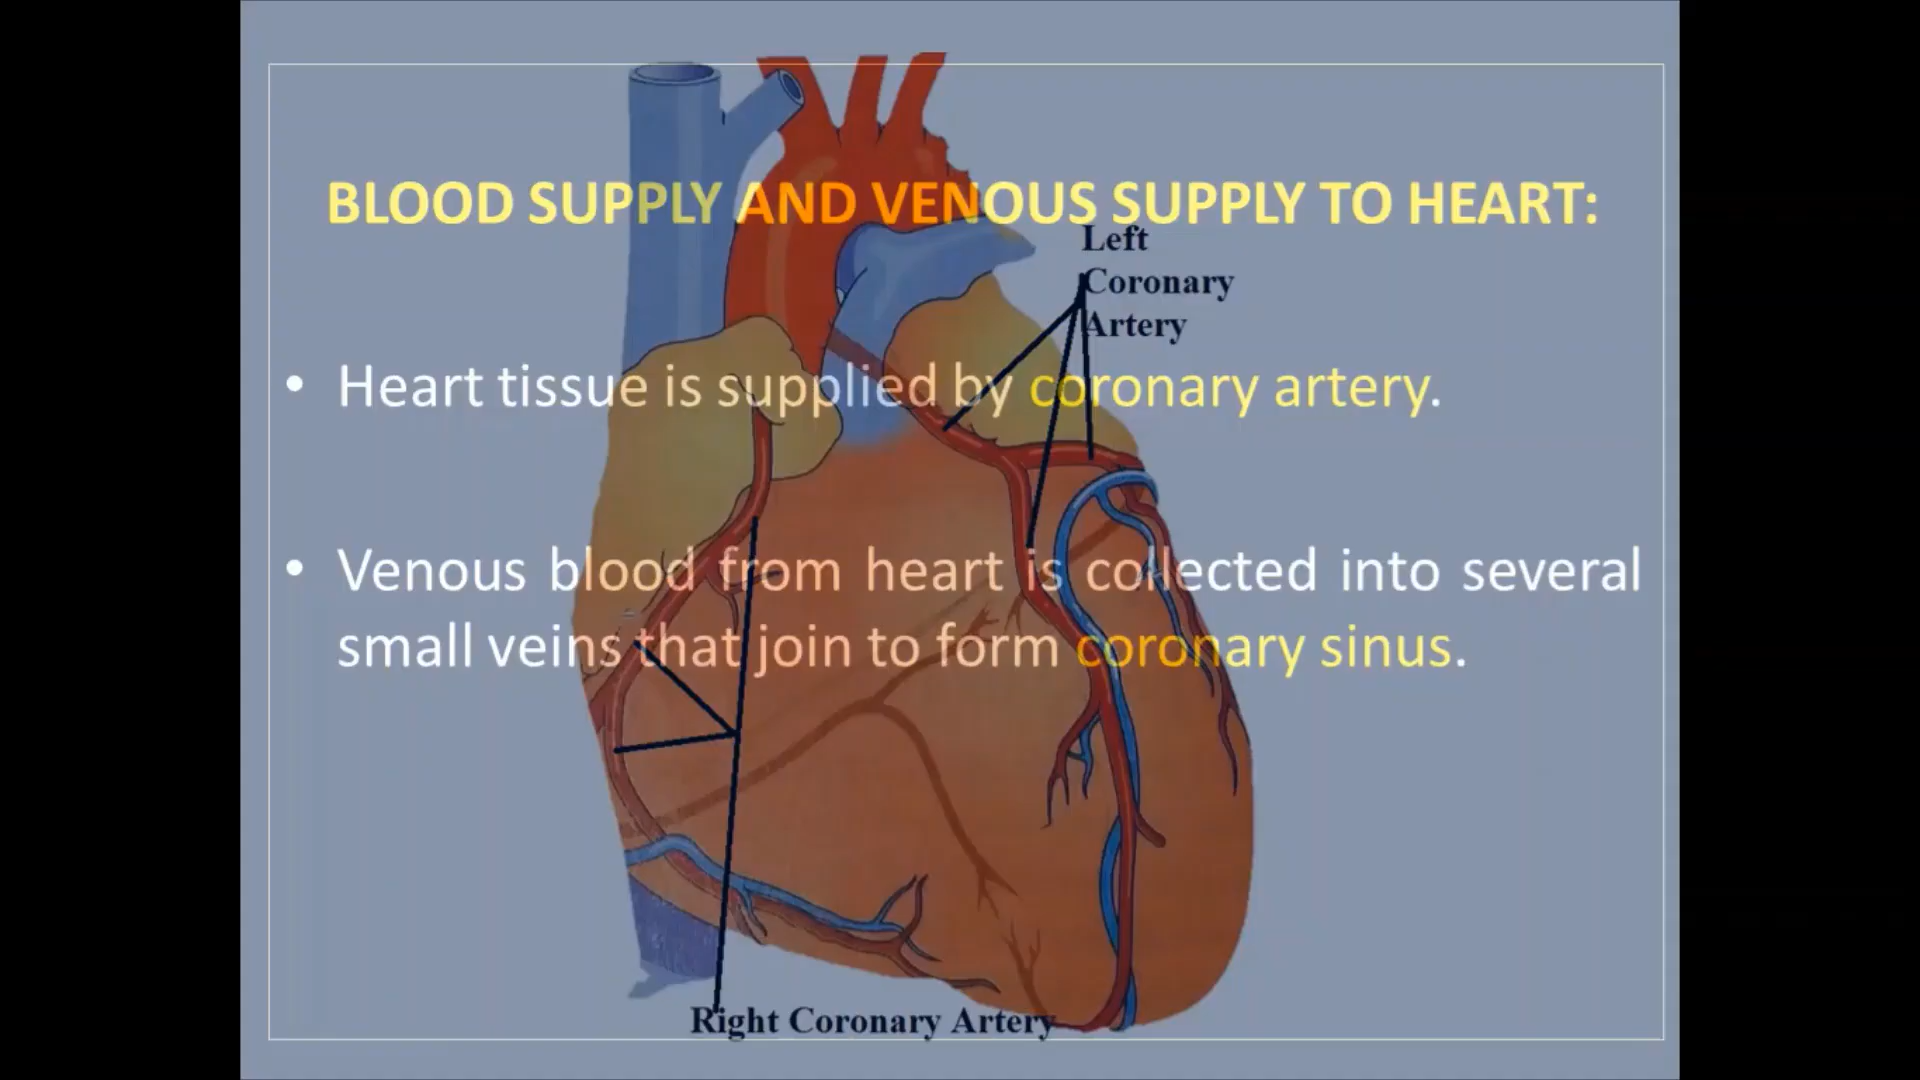 BLOOD SUPPLY AND VENOUS SUPPLY TO HEART:
Left
Coronary
Artery
• Heart tissue is supplied by coronary artery.
• Venous blood from heart is collected into several
small veins that join to form coronary sinus.
Right Coronary Artery